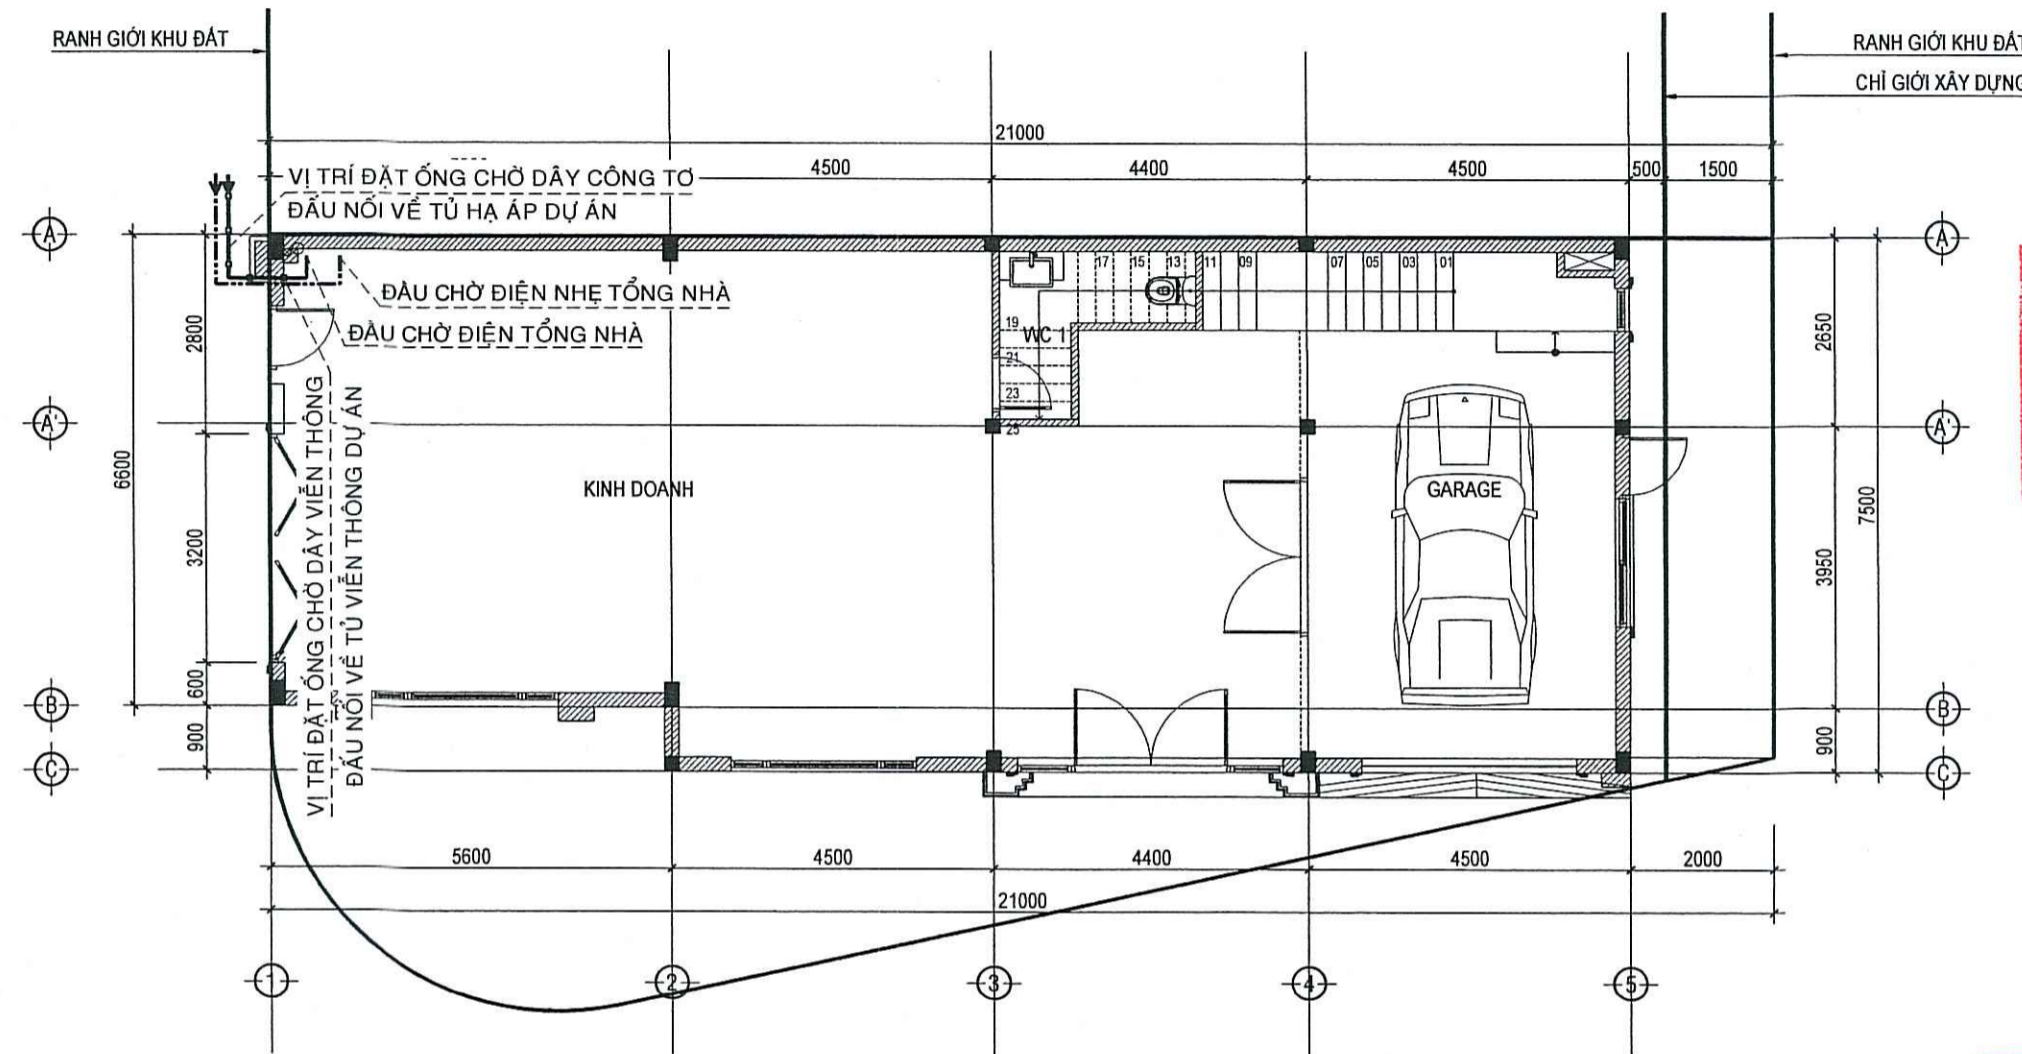 RANH GIỚI KHU ĐẤT
RANH GIỚI KHU ĐẤT
CHỈ GIỚI XÂY DỰNG
21000
4500
4400
4500
500
1500
VỊ TRÍ ĐẶT ỐNG CHỜ DÂY CÔNG TƠ
ĐẤU NỐI VỀ TỦ HẠ ÁP DỰ ÁN
A
A
ĐẦU CHỜ ĐIỆN NHẸ TỔNG NHÀ
ĐẦU CHỜ ĐIỆN TỔNG NHÀ
17
15
13
11
09
07
05
03
01
19
WC 1
21
23
25
2800
2650
A'
A'
6600
3200
600
900
3950
900
7500
VỊ TRÍ ĐẶT ỐNG CHỜ DÂY VIỄN THÔNG
ĐẤU NỐI VỀ TỦ VIỄN THÔNG DỰ ÁN
KINH DOANH
GARAGE
B
B
C
C
5600
4500
4400
4500
2000
21000
1
2
3
4
5